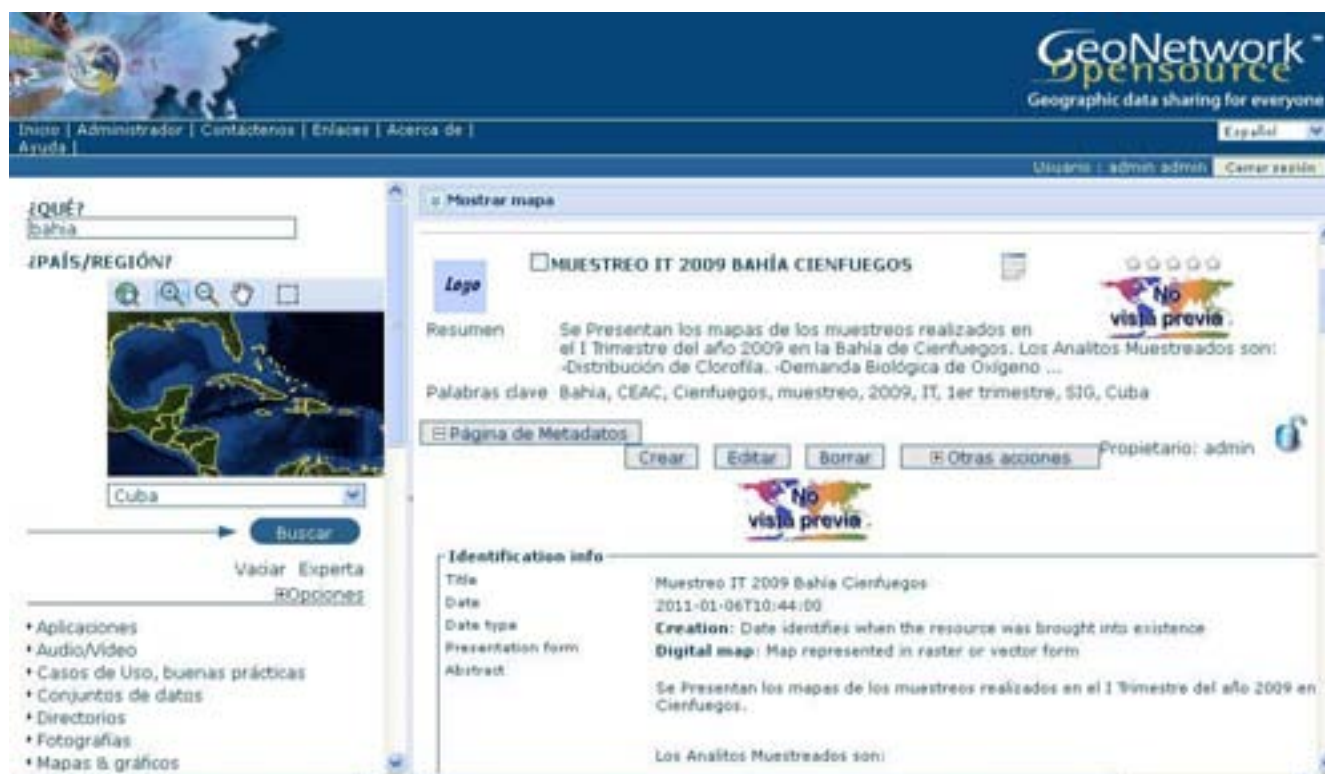 GeoNetwork
Opensource
Geographic data sharing for everyone
Inicio | Administrador | Contáctenos | Enlaces | Acerca de |
Ayuda |
Español
Usuario : admin admin
Cerrar sesión
¿QUÉ?
bahia
¿PAÍS/REGIÓN?
Cuba
Buscar
Vaciar Experta
Opciones
Aplicaciones
Audio/Video
Casos de Uso, buenas prácticas
Conjuntos de datos
Directorios
Fotografías
Mapas & gráficos
Mostrar mapa
Logo
MUESTREO IT 2009 BAHÍA CIENFUEGOS
No
vista previa
Resumen Se Presentan los mapas de los muestreos realizados en
el I Trimestre del año 2009 en la Bahia de Cienfuegos. Los Analitos Muestreados son:
-Distribución de Clorofila. -Demanda Biológica de Oxigeno ...
Palabras clave Bahia, CEAC, Cienfuegos, muestreo, 2009, IT, 1er trimestre, SIG, Cuba
Página de Metadatos
Crear Editar Borrar Otras acciones Propietario: admin
No
vista previa
Identification info
Title Muestreo IT 2009 Bahia Cienfuegos
Date 2011-01-06T10:44:00
Date type Creation: Date identifies when the resource was brought into existence
Presentation form Digital map: Map represented in raster or vector form
Abstract
Se Presentan los mapas de los muestreos realizados en el I Trimestre del año 2009 en
Cienfuegos.
Los Analitos Muestreados son: